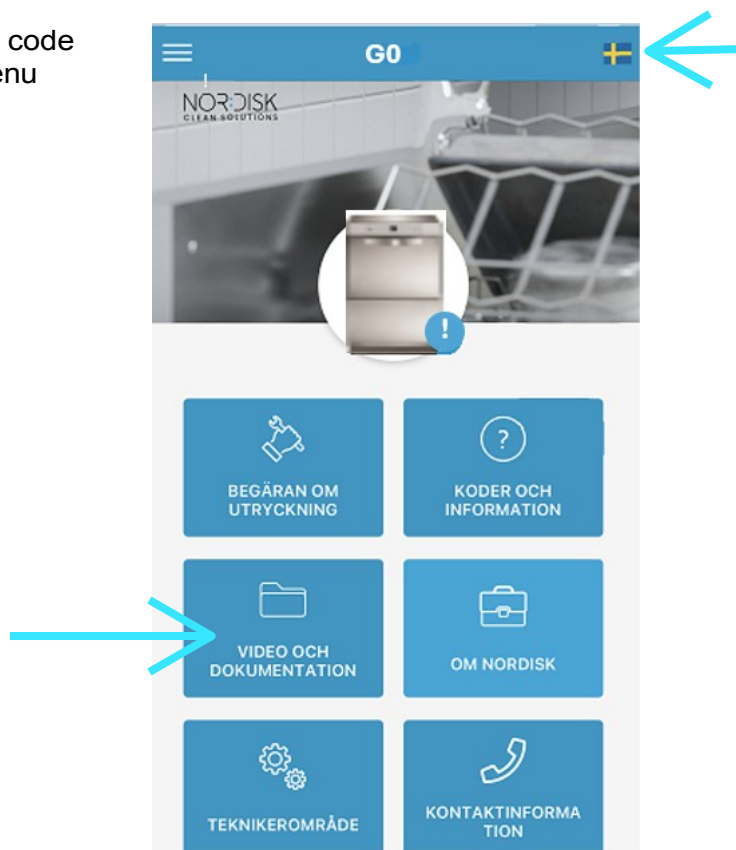 code
enu
G0
!
NORDISK
CLEAN SOLUTIONS
!
BEGÄRAN OM
UTRYCKNING
?
KODER OCH
INFORMATION
VIDEO OCH
DOKUMENTATION
OM NORDISK
TEKNIKEROMRÅDE
KONTAKTINFORMA
TION